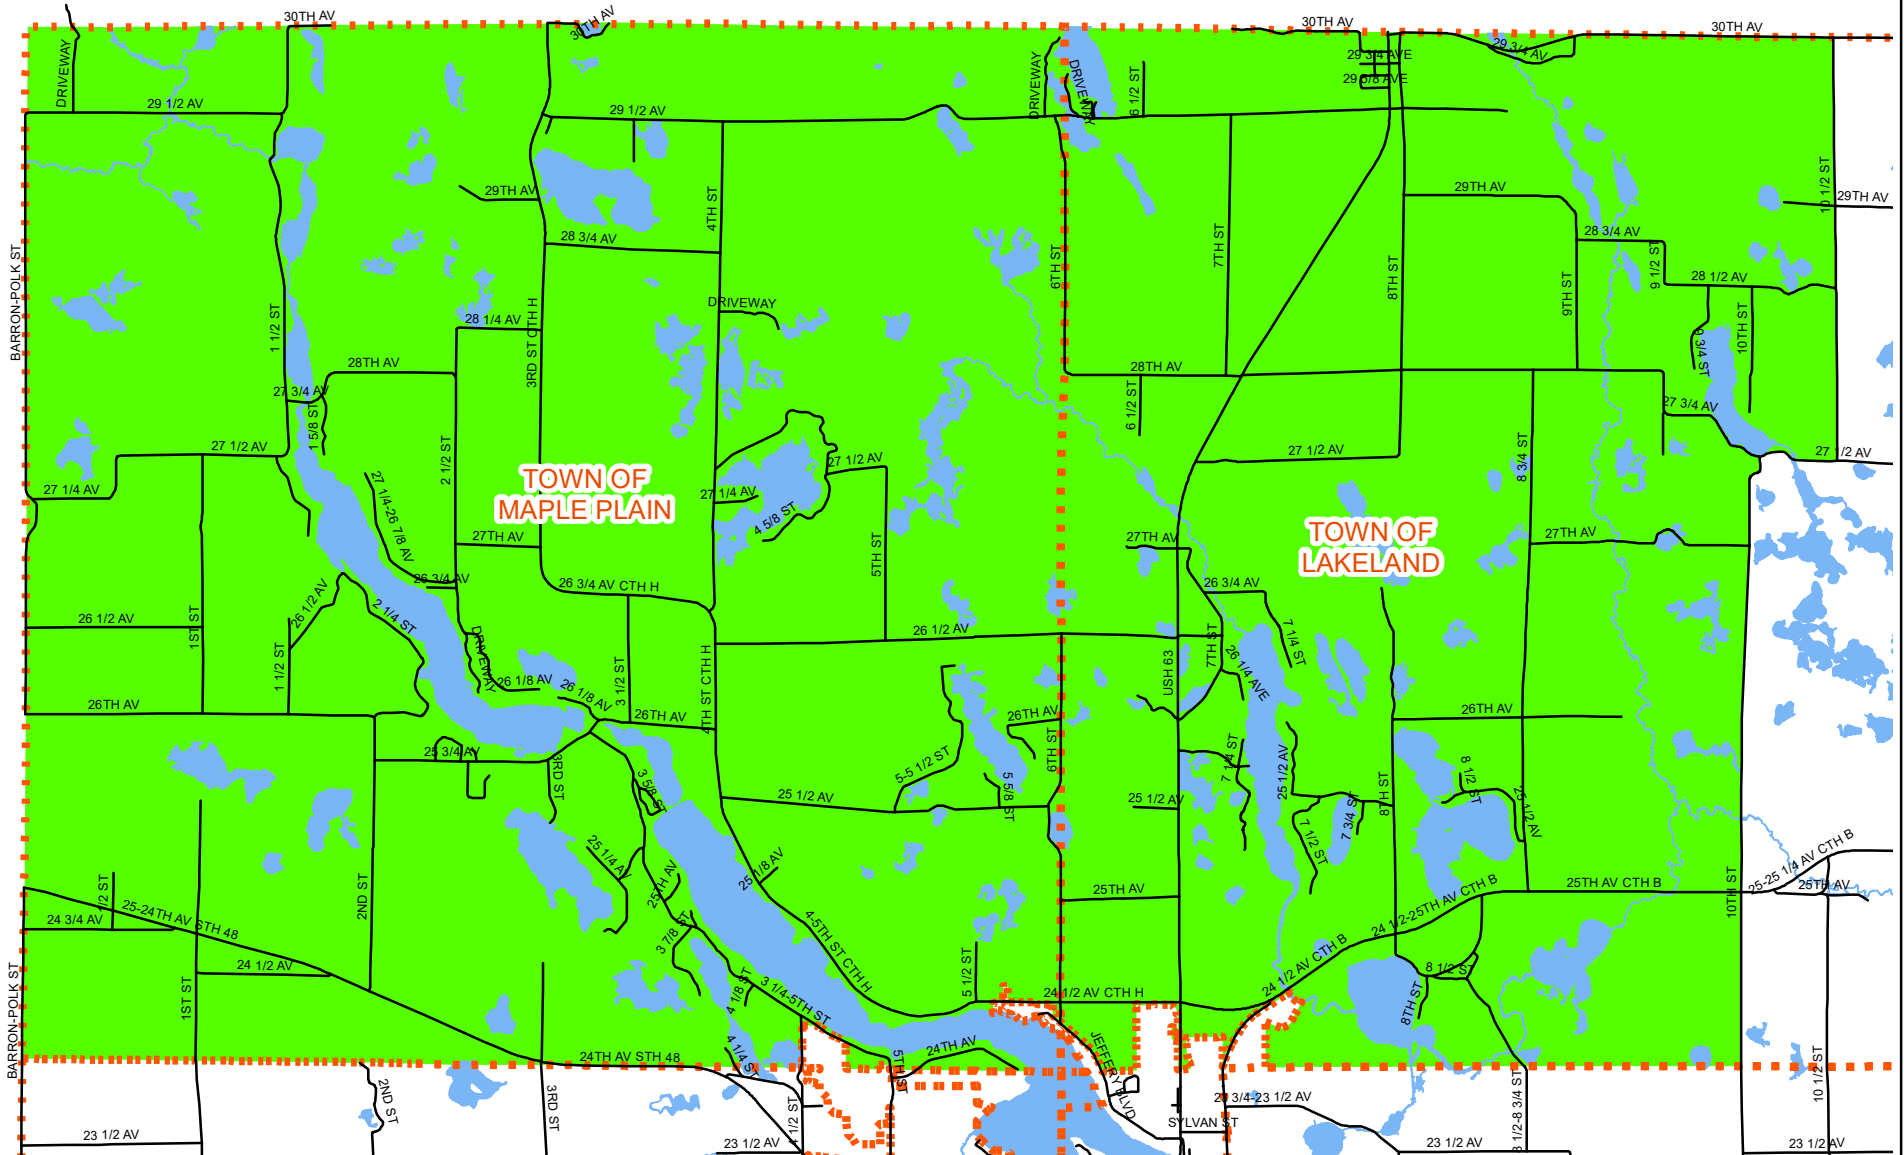 30TH AV
30TH AV
30TH AV
30TH AV
DRIVEWAY
29 3/4 AV
29 3/4 AVE
29 5/8 AVE
DRIVEWAY
DRIVEWAY
6 1/2 ST
29 1/2 AV
29 1/2 AV
29TH AV
29TH AV
29TH AV
10 1/2 ST
4TH ST
28 3/4 AV
28 3/4 AV
7TH ST
6TH ST
8TH ST
9TH ST
9 1/2 ST
28 1/2 AV
BARRON-POLK ST
1 1/2 ST
DRIVEWAY
28 1/4 AV
3RD ST CTH H
10TH ST
9 3/4 ST
28TH AV
28TH AV
27 3/4 AV
1 5/8 ST
6 1/2 ST
27 3/4 AV
27 1/2 AV
2 1/2 ST
27 1/2 AV
27 1/2 AV
8 3/4 ST
27 1/2 AV
TOWN OF
MAPLE PLAIN
27 1/4 AV
27 1/4-26 7/8 AV
27 1/4 AV
4 5/8 ST
TOWN OF
LAKELAND
27TH AV
5TH ST
27TH AV
27TH AV
26 3/4 AV
26 3/4 AV CTH H
26 3/4 AV
26 1/2 AV
2 1/4 ST
26 1/2 AV
1ST ST
26 1/2 AV
7 1/4 ST
7TH ST
1 1/2 ST
DRIVEWAY
26 1/8 AV
26 1/8 AV
3 1/2 ST
4TH ST CTH H
USH 63
26 1/4 AVE
26TH AV
26TH AV
26TH AV
26TH AV
25 3/4 AV
3RD ST
3 5/8 ST
5-5 1/2 ST
6TH ST
5 5/8 ST
7 1/4 ST
25 1/2 AV
8TH ST
8 1/2 ST
25 1/2 AV
25 1/2 AV
25 1/2 AV
7 3/4 ST
7 1/2 ST
25 1/4 AV
25TH AV
25 1/8 AV
25-25 1/4 AV CTH B
25TH AV
25TH AV
25TH AV CTH B
10TH ST
1/2 ST
2ND ST
24 3/4 AV
25-24TH AV STH 48
3 7/8 ST
4-5TH ST CTH H
24 1/2-25TH AV CTH B
24 1/2 AV
1ST ST
4 1/8 ST
3 1/4-5TH ST
5 1/2 ST
24 1/2 AV CTH H
24 1/2 AV CTH B
8 1/2 ST
8TH ST
BARRON-POLK ST
24TH AV STH 48
4 1/4 ST
5TH ST
24TH AV
JEFFERY BLVD
2ND ST
3RD ST
10 1/2 ST
SYLVAN ST
23 1/2 AV
23 1/2 AV
23 1/2 AV
23 1/2 AV